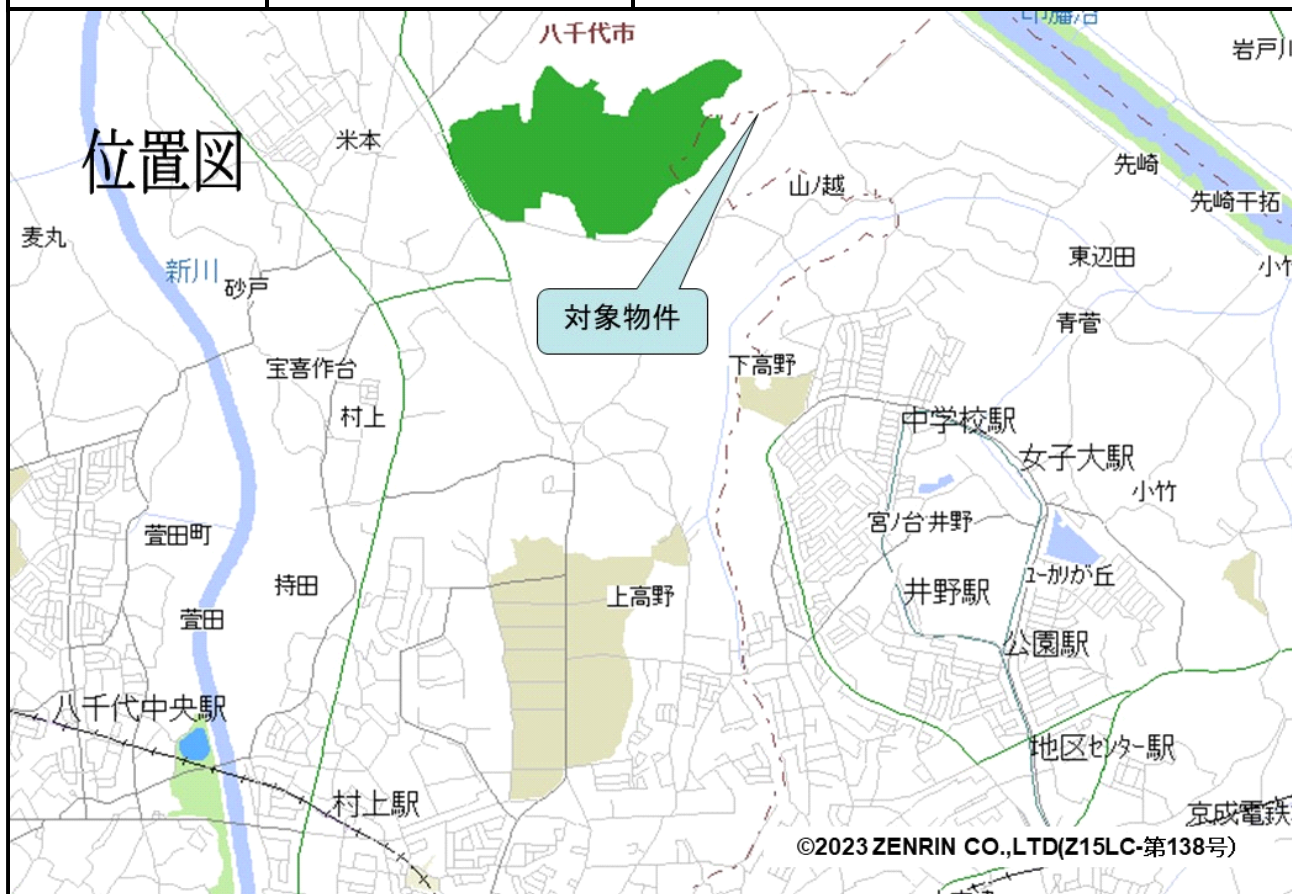 八千代市
印旛沼
岩戸
位置図
米本
先崎
山ノ越
先崎干拓
麦丸
新川
砂戸
東辺田
小竹
対象物件
青菅
宝喜作台
下高野
村上
中学校駅
女子大駅
小竹
萱田町
宮ノ台
井野
持田
上高野
井野駅
ユーカリが丘
萱田
公園駅
八千代中央駅
地区センター駅
村上駅
京成電鉄
©2023 ZENRIN CO.,LTD(Z15LC-第138号)